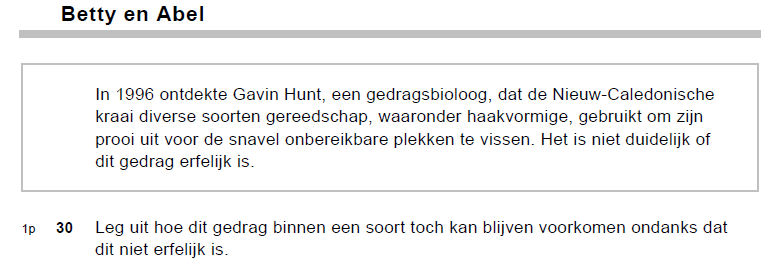 Betty en Abel
In 1996 ontdekte Gavin Hunt, een gedragsbioloog, dat de Nieuw-Caledonische
kraai diverse soorten gereedschap, waaronder haakvormige, gebruikt om zijn
prooi uit voor de snavel onbereikbare plekken te vissen. Het is niet duidelijk of
dit gedrag erfelijk is.
1p 30 Leg uit hoe dit gedrag binnen een soort toch kan blijven voorkomen ondanks dat
dit niet erfelijk is.